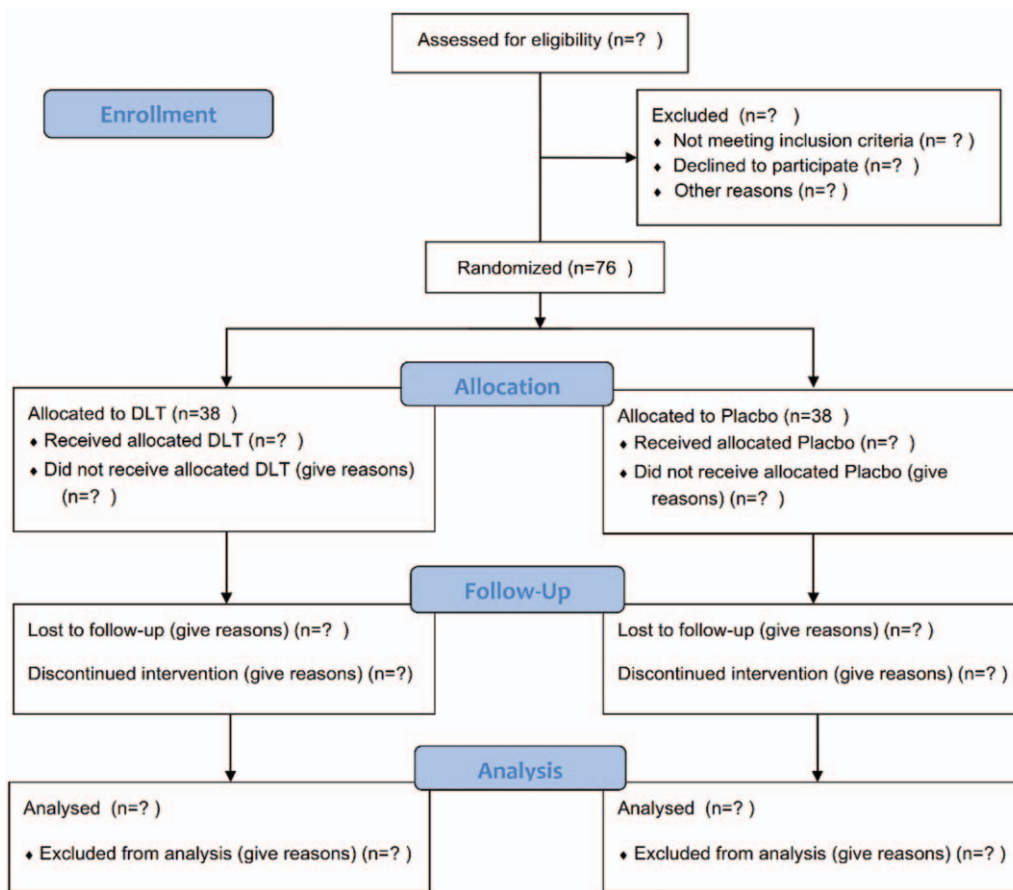 Assessed for eligibility (n=? )
Enrollment
Excluded (n=? )
♦ Not meeting inclusion criteria (n= ? )
♦ Declined to participate (n=? )
♦ Other reasons (n=? )
Randomized (n=76 )
Allocation
Allocated to DLT (n=38 )
♦ Received allocated DLT (n=? )
♦ Did not receive allocated DLT (give reasons)
(n=? )
Allocated to Placbo (n=38 )
♦ Received allocated Placbo (n=? )
♦ Did not receive allocated Placbo (give
reasons) (n=? )
Follow-Up
Lost to follow-up (give reasons) (n=? )
Discontinued intervention (give reasons) (n=?)
Lost to follow-up (give reasons) (n=? )
Discontinued intervention (give reasons) (n=? )
Analysis
Analysed (n=? )
♦ Excluded from analysis (give reasons) (n=? )
Analysed (n=? )
♦ Excluded from analysis (give reasons) (n=? )